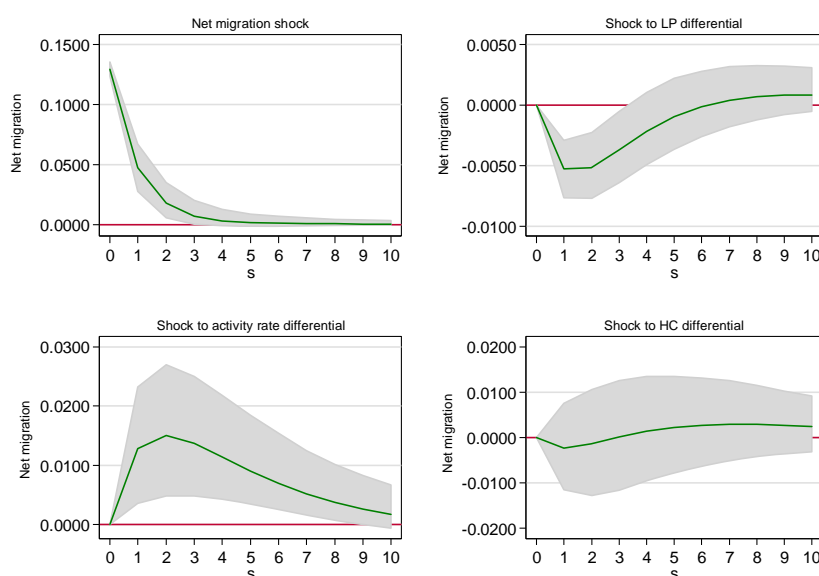 Net migration shock
Net migration
0.1500
0.1000
0.0500
0.0000
0 1 2 3 4 5 6 7 8 9 10
s
Shock to LP differential
Net migration
0.0050
0.0000
-0.0050
-0.0100
0 1 2 3 4 5 6 7 8 9 10
s
Shock to activity rate differential
Net migration
0.0300
0.0200
0.0100
0.0000
0 1 2 3 4 5 6 7 8 9 10
s
Shock to HC differential
Net migration
0.0200
0.0100
0.0000
-0.0100
-0.0200
0 1 2 3 4 5 6 7 8 9 10
s